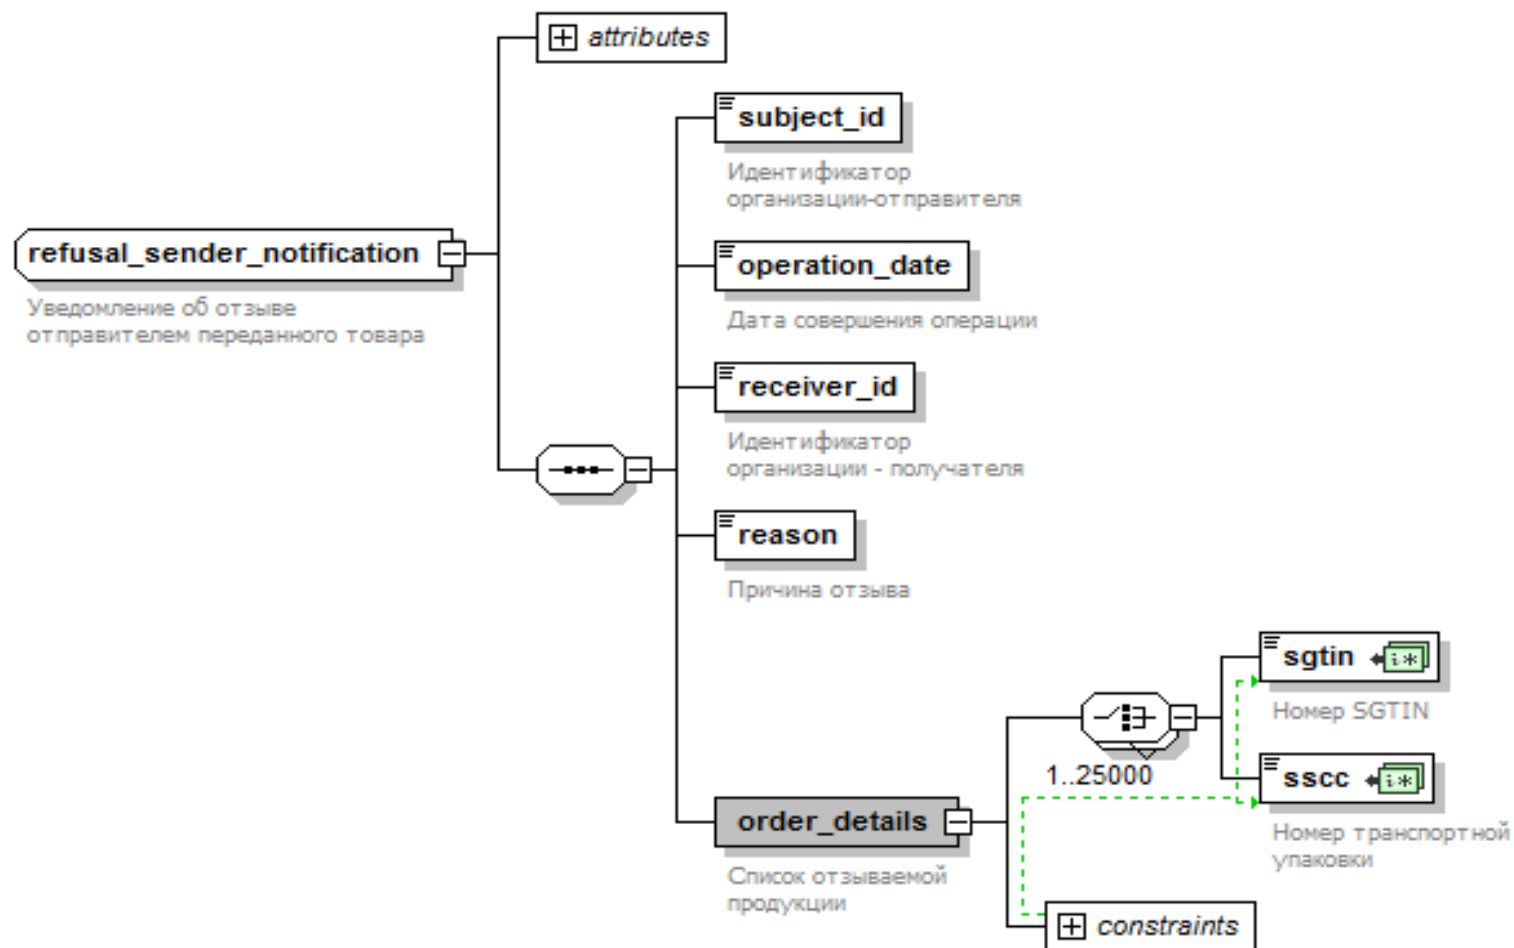 attributes
subject_id
Идентификатор
организации-отправителя
refusal_sender_notification
Уведомление об отзыве
отправителем переданного товара
operation_date
Дата совершения операции
receiver_id
Идентификатор
организации - получателя
reason
Причина отзыва
sgtin
Номер SGTIN
1..25000
sscc
Номер транспортной
упаковки
order_details
Список отзываемой
продукции
constraints